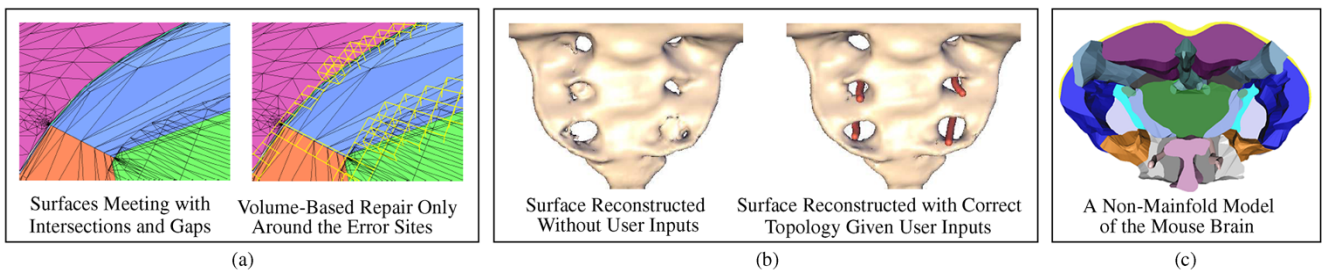 Surfaces Meeting with
Intersections and Gaps
Volume-Based Repair Only
Around the Error Sites
(a)
Surface Reconstructed
Without User Inputs
Surface Reconstructed with Correct
Topology Given User Inputs
(b)
A Non-Mainfold Model
of the Mouse Brain
(c)